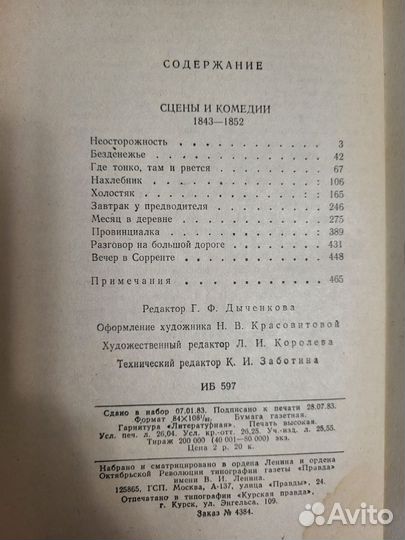 СОДЕРЖАНИЕ
СЦЕНЫ И КОМЕДИИ
1843—1852
Неосторожность . . . . . . . . . . . 3
Безденежье . . . . . . . . . . . . 42
Где тонко, там и рвется . . . . . . . . 67
Нахлебник . . . . . . . . . . . . : 106
Холостяк . . . . . . . . . . . . : 165
Завтрак у предводителя . . . . . . . . 246
Месяц в деревне . . . . . . . . . . 275
Провинциалка . . . . . . . . . . . 389
Разговор на большой дороге . . . . . . . 431
Вечер в Сорренте . . . . . . . . . . 448
Примечания . . . . . . . . . . . . 465
Редактор Г. Ф. Дыченкова
Оформление художника Н. В. Красовитовой
Художественный редактор Л. И. Королева
Технический редактор К. И. Заботина
ИБ 597
Сдано в набор 07.01.83. Подписано к печати 28.07.83.
Формат 84×108¹/₃₂. Бумага газетная.
Гарнитура «Литературная». Печать высокая.
Усл. печ. л. 26,04. Усл. кр.-отт. 26,25. Уч.-изд. л. 25,55.
Тираж 200 000 (40 001—80 000) экз.
Цена 2 р. 20 к.
Набрано и сматрицировано в ордена Ленина и ордена
Октябрьской Революции типографии газеты «Правда»
имени В. И. Ленина.
125865, ГСП, Москва, А-137, улица «Правды», 24.
Отпечатано в типографии «Курская правда»,
г. Курск, ул. Энгельса, 109.
Заказ № 4384.
Avito